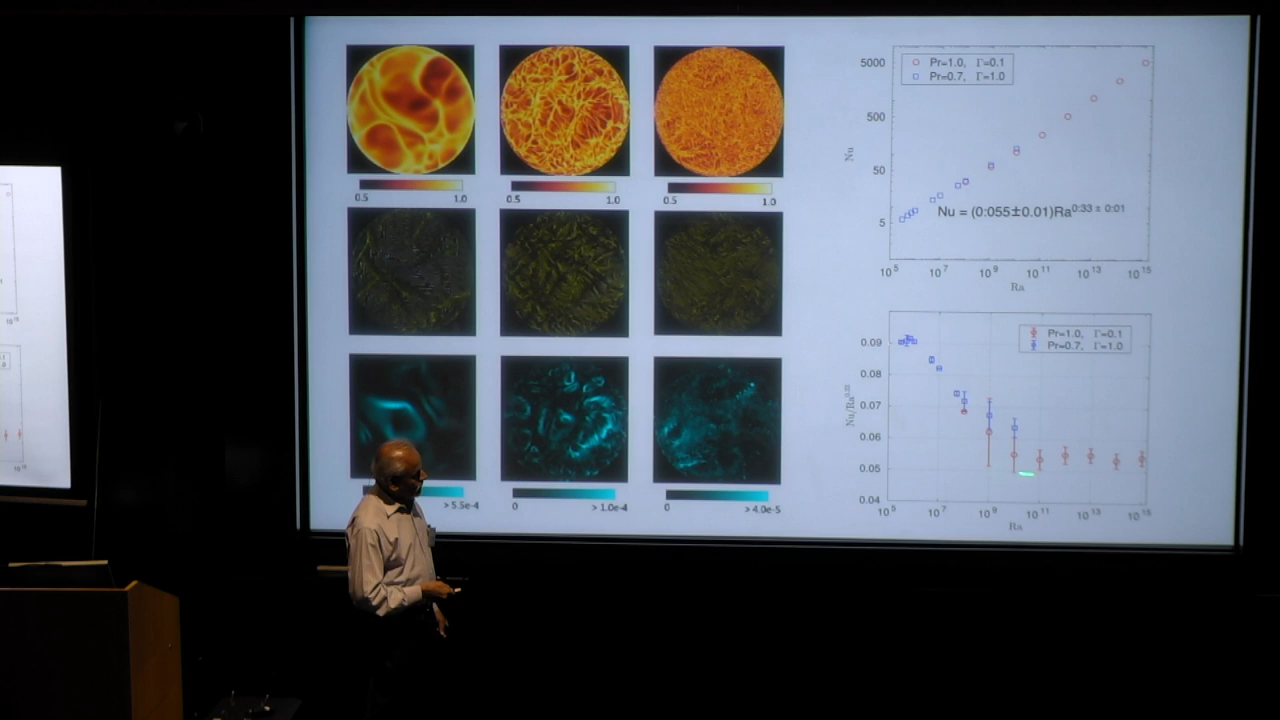 0.5 1.0
0.5 1.0
0.5 1.0
> 5.5e-4
0 > 1.0e-4
0 > 4.0e-5
Pr=1.0, Γ=0.1
Pr=0.7, Γ=1.0
5000
500
50
5
Nu
Nu = (0:055±0.01)Ra^0:33 ± 0:01
10^5 10^7 10^9 10^11 10^13 10^15
Ra
Pr=1.0, Γ=0.1
Pr=0.7, Γ=1.0
0.09
0.08
0.07
0.06
0.05
0.04
Nu/Ra^0.33
10^5 10^7 10^9 10^11 10^13 10^15
Ra
10^15
10^15